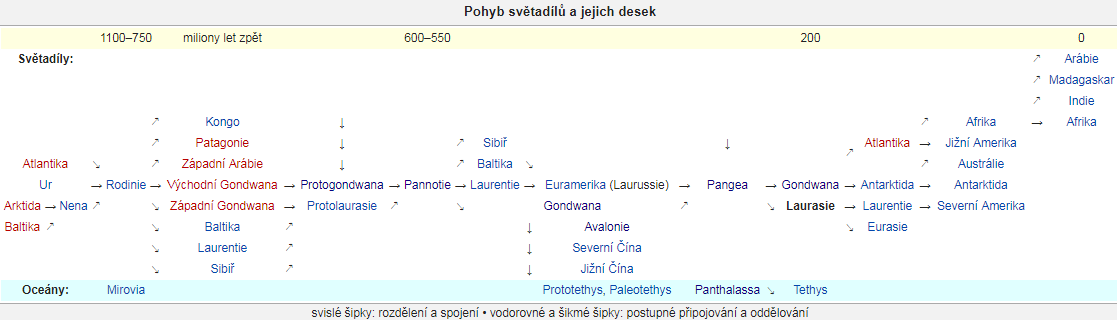 Pohyb světadílů a jejich desek
1100–750 miliony let zpět 600–550 200 0
Světadíly: ↗ Arábie
↗ Madagaskar
↗ Indie
↗ Kongo ↓ ↗ Afrika → Afrika
↗ Patagonie ↓ ↗ Sibiř ↓ ↗ Atlantika → Jižní Amerika
Atlantika ↘ ↗ Západní Arábie ↓ ↗ Baltika ↘ ↗ Austrálie
Ur → Rodinie → Východní Gondwana → Protogondwana → Pannotie → Laurentie → Euramerika (Laurussie) → Pangea → Gondwana → Antarktida → Antarktida
Arktida → Nena ↗ ↘ Západní Gondwana → Protolaurasie ↗ ↘ Gondwana ↗ ↘ Laurasie → Laurentie → Severní Amerika
Baltika ↗ ↘ Baltika ↗ ↓ Avalonie ↘ Eurasie
↘ Laurentie ↗ ↓ Severní Čína
↘ Sibiř ↗ ↓ Jižní Čína
Oceány: Mirovia Prototethys, Paleotethys Panthalassa ↘ Tethys
svislé šipky: rozdělení a spojení • vodorovné a šikmé šipky: postupné připojování a oddělování